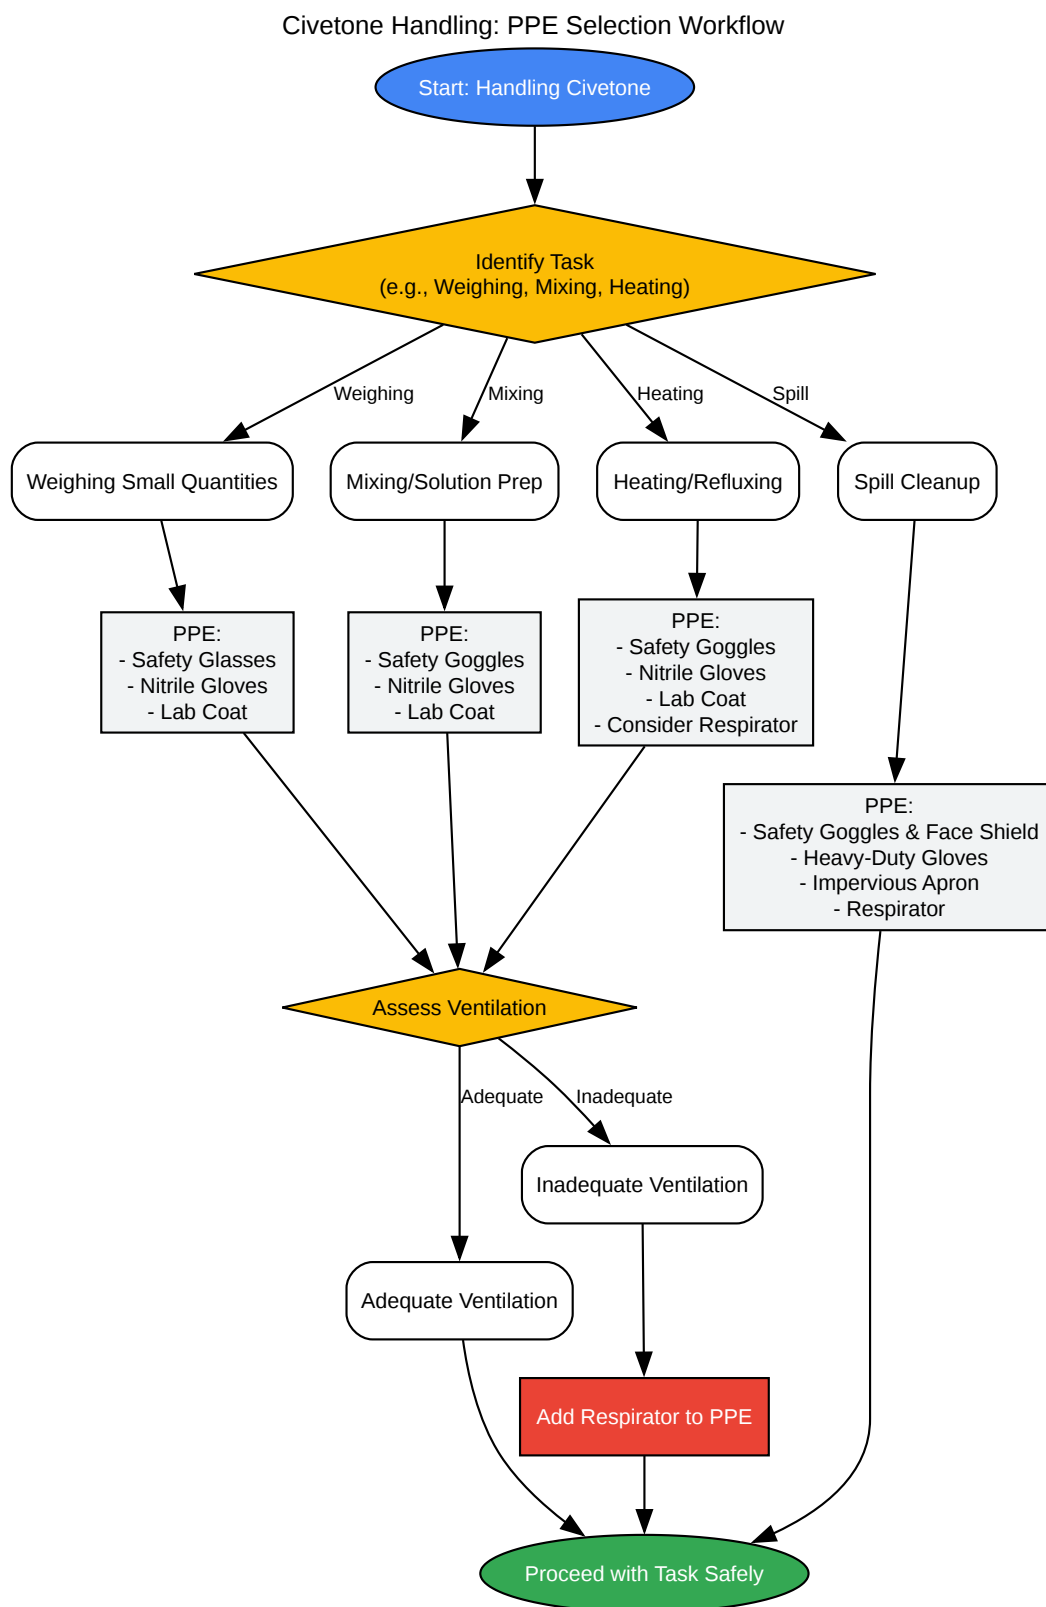 Civetone Handling: PPE Selection Workflow
Start: Handling Civetone
Identify Task
(e.g., Weighing, Mixing, Heating)
Weighing
Mixing
Heating
Spill
Weighing Small Quantities
Mixing/Solution Prep
Heating/Refluxing
Spill Cleanup
PPE:
- Safety Glasses
- Nitrile Gloves
- Lab Coat
PPE:
- Safety Goggles
- Nitrile Gloves
- Lab Coat
PPE:
- Safety Goggles
- Nitrile Gloves
- Lab Coat
- Consider Respirator
PPE:
- Safety Goggles & Face Shield
- Heavy-Duty Gloves
- Impervious Apron
- Respirator
Assess Ventilation
Adequate
Inadequate
Inadequate Ventilation
Adequate Ventilation
Add Respirator to PPE
Proceed with Task Safely